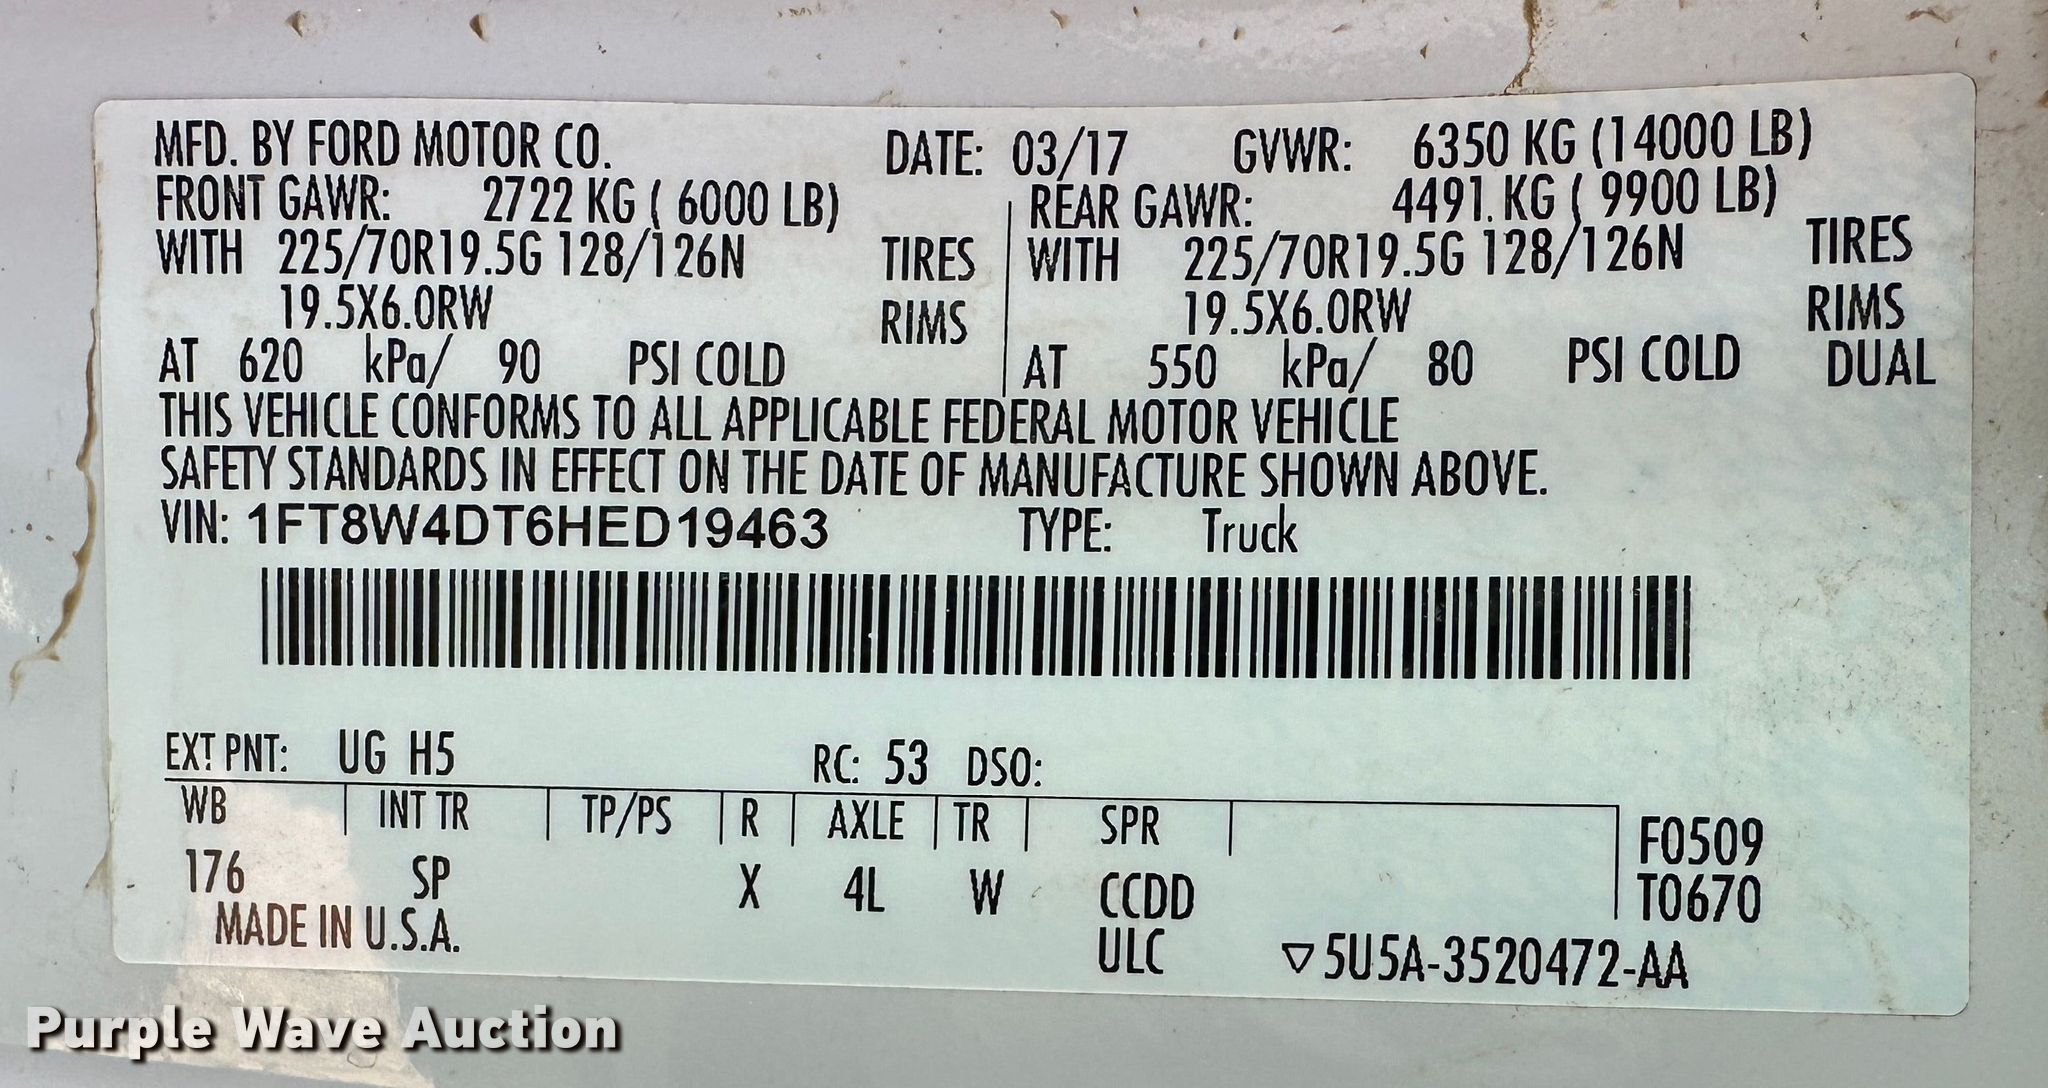 MFD. BY FORD MOTOR CO. DATE: 03/17 GVWR: 6350 KG (14000 LB)
FRONT GAWR: 2722 KG ( 6000 LB) REAR GAWR: 4491 KG ( 9900 LB)
WITH 225/70R19.5G 128/126N TIRES WITH 225/70R19.5G 128/126N TIRES
19.5X6.0RW RIMS 19.5X6.0RW RIMS
AT 620 kPa/ 90 PSI COLD AT 550 kPa/ 80 PSI COLD DUAL
THIS VEHICLE CONFORMS TO ALL APPLICABLE FEDERAL MOTOR VEHICLE
SAFETY STANDARDS IN EFFECT ON THE DATE OF MANUFACTURE SHOWN ABOVE.
VIN: 1FT8W4DT6HED19463 TYPE: Truck
EXT PNT: UG H5 RC: 53 DSO:
WB INT TR TP/PS R AXLE TR SPR F0509
176 SP X 4L W CCDD T0670
MADE IN U.S.A. ULC ▽5U5A-3520472-AA
Purple Wave Auction